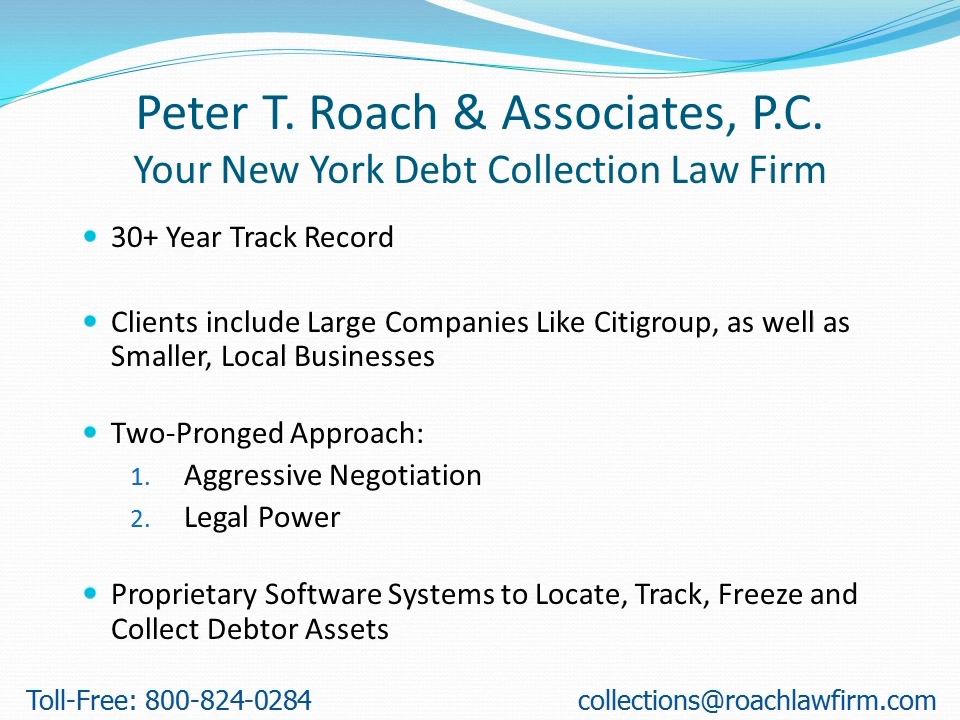 Peter T. Roach & Associates, P.C.
Your New York Debt Collection Law Firm
• 30+ Year Track Record
• Clients include Large Companies Like Citigroup, as well as
Smaller, Local Businesses
• Two-Pronged Approach:
1. Aggressive Negotiation
2. Legal Power
• Proprietary Software Systems to Locate, Track, Freeze and
Collect Debtor Assets
Toll-Free: 800-824-0284 collections@roachlawfirm.com